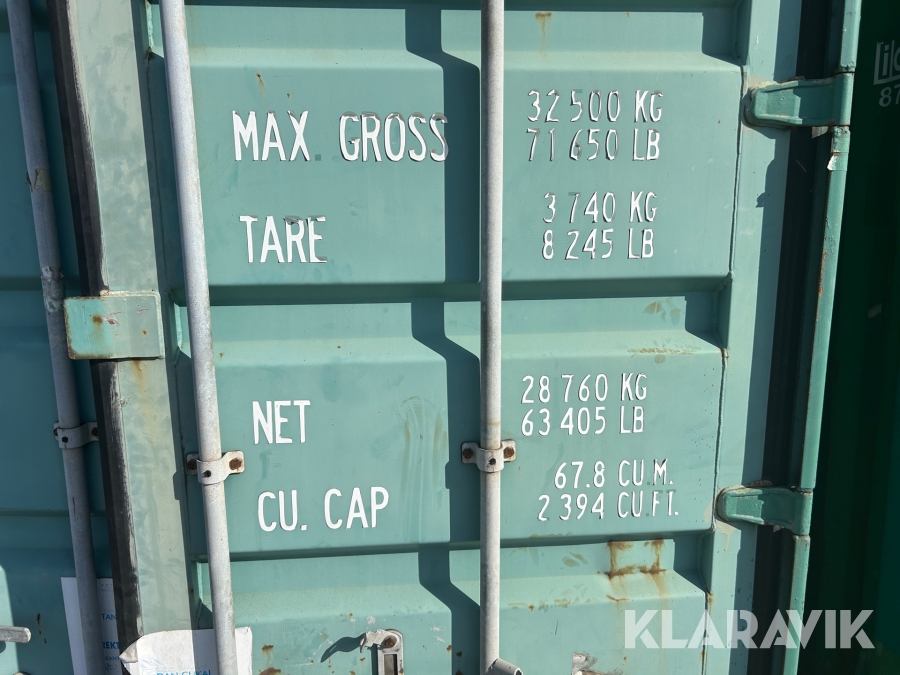 MAX. GROSS 32 500 KG
71 650 LB
TARE 3 740 KG
8 245 LB
NET 28 760 KG
63 405 LB
CU. CAP 67.8 CU.M.
2 394 CU.FT.
KLARAVIK